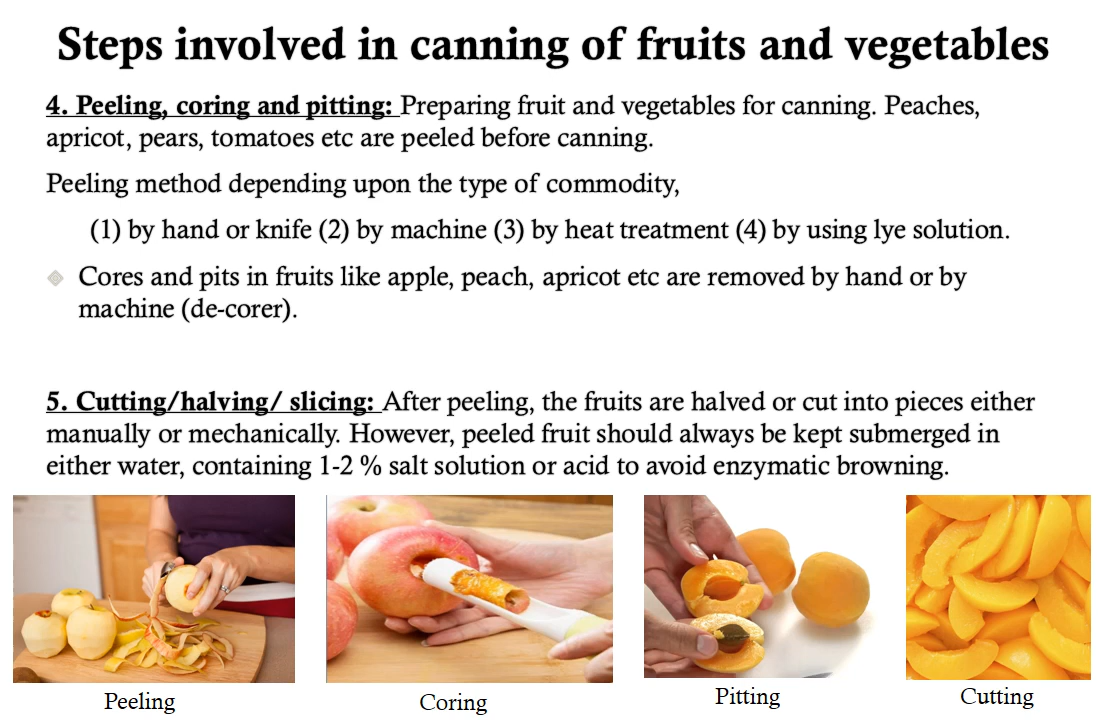 Steps involved in canning of fruits and vegetables
4. Peeling, coring and pitting: Preparing fruit and vegetables for canning. Peaches,
apricot, pears, tomatoes etc are peeled before canning.
Peeling method depending upon the type of commodity,
(1) by hand or knife (2) by machine (3) by heat treatment (4) by using lye solution.
Cores and pits in fruits like apple, peach, apricot etc are removed by hand or by
machine (de-corer).
5. Cutting/halving/ slicing: After peeling, the fruits are halved or cut into pieces either
manually or mechanically. However, peeled fruit should always be kept submerged in
either water, containing 1-2 % salt solution or acid to avoid enzymatic browning.
Peeling
Coring
Pitting
Cutting